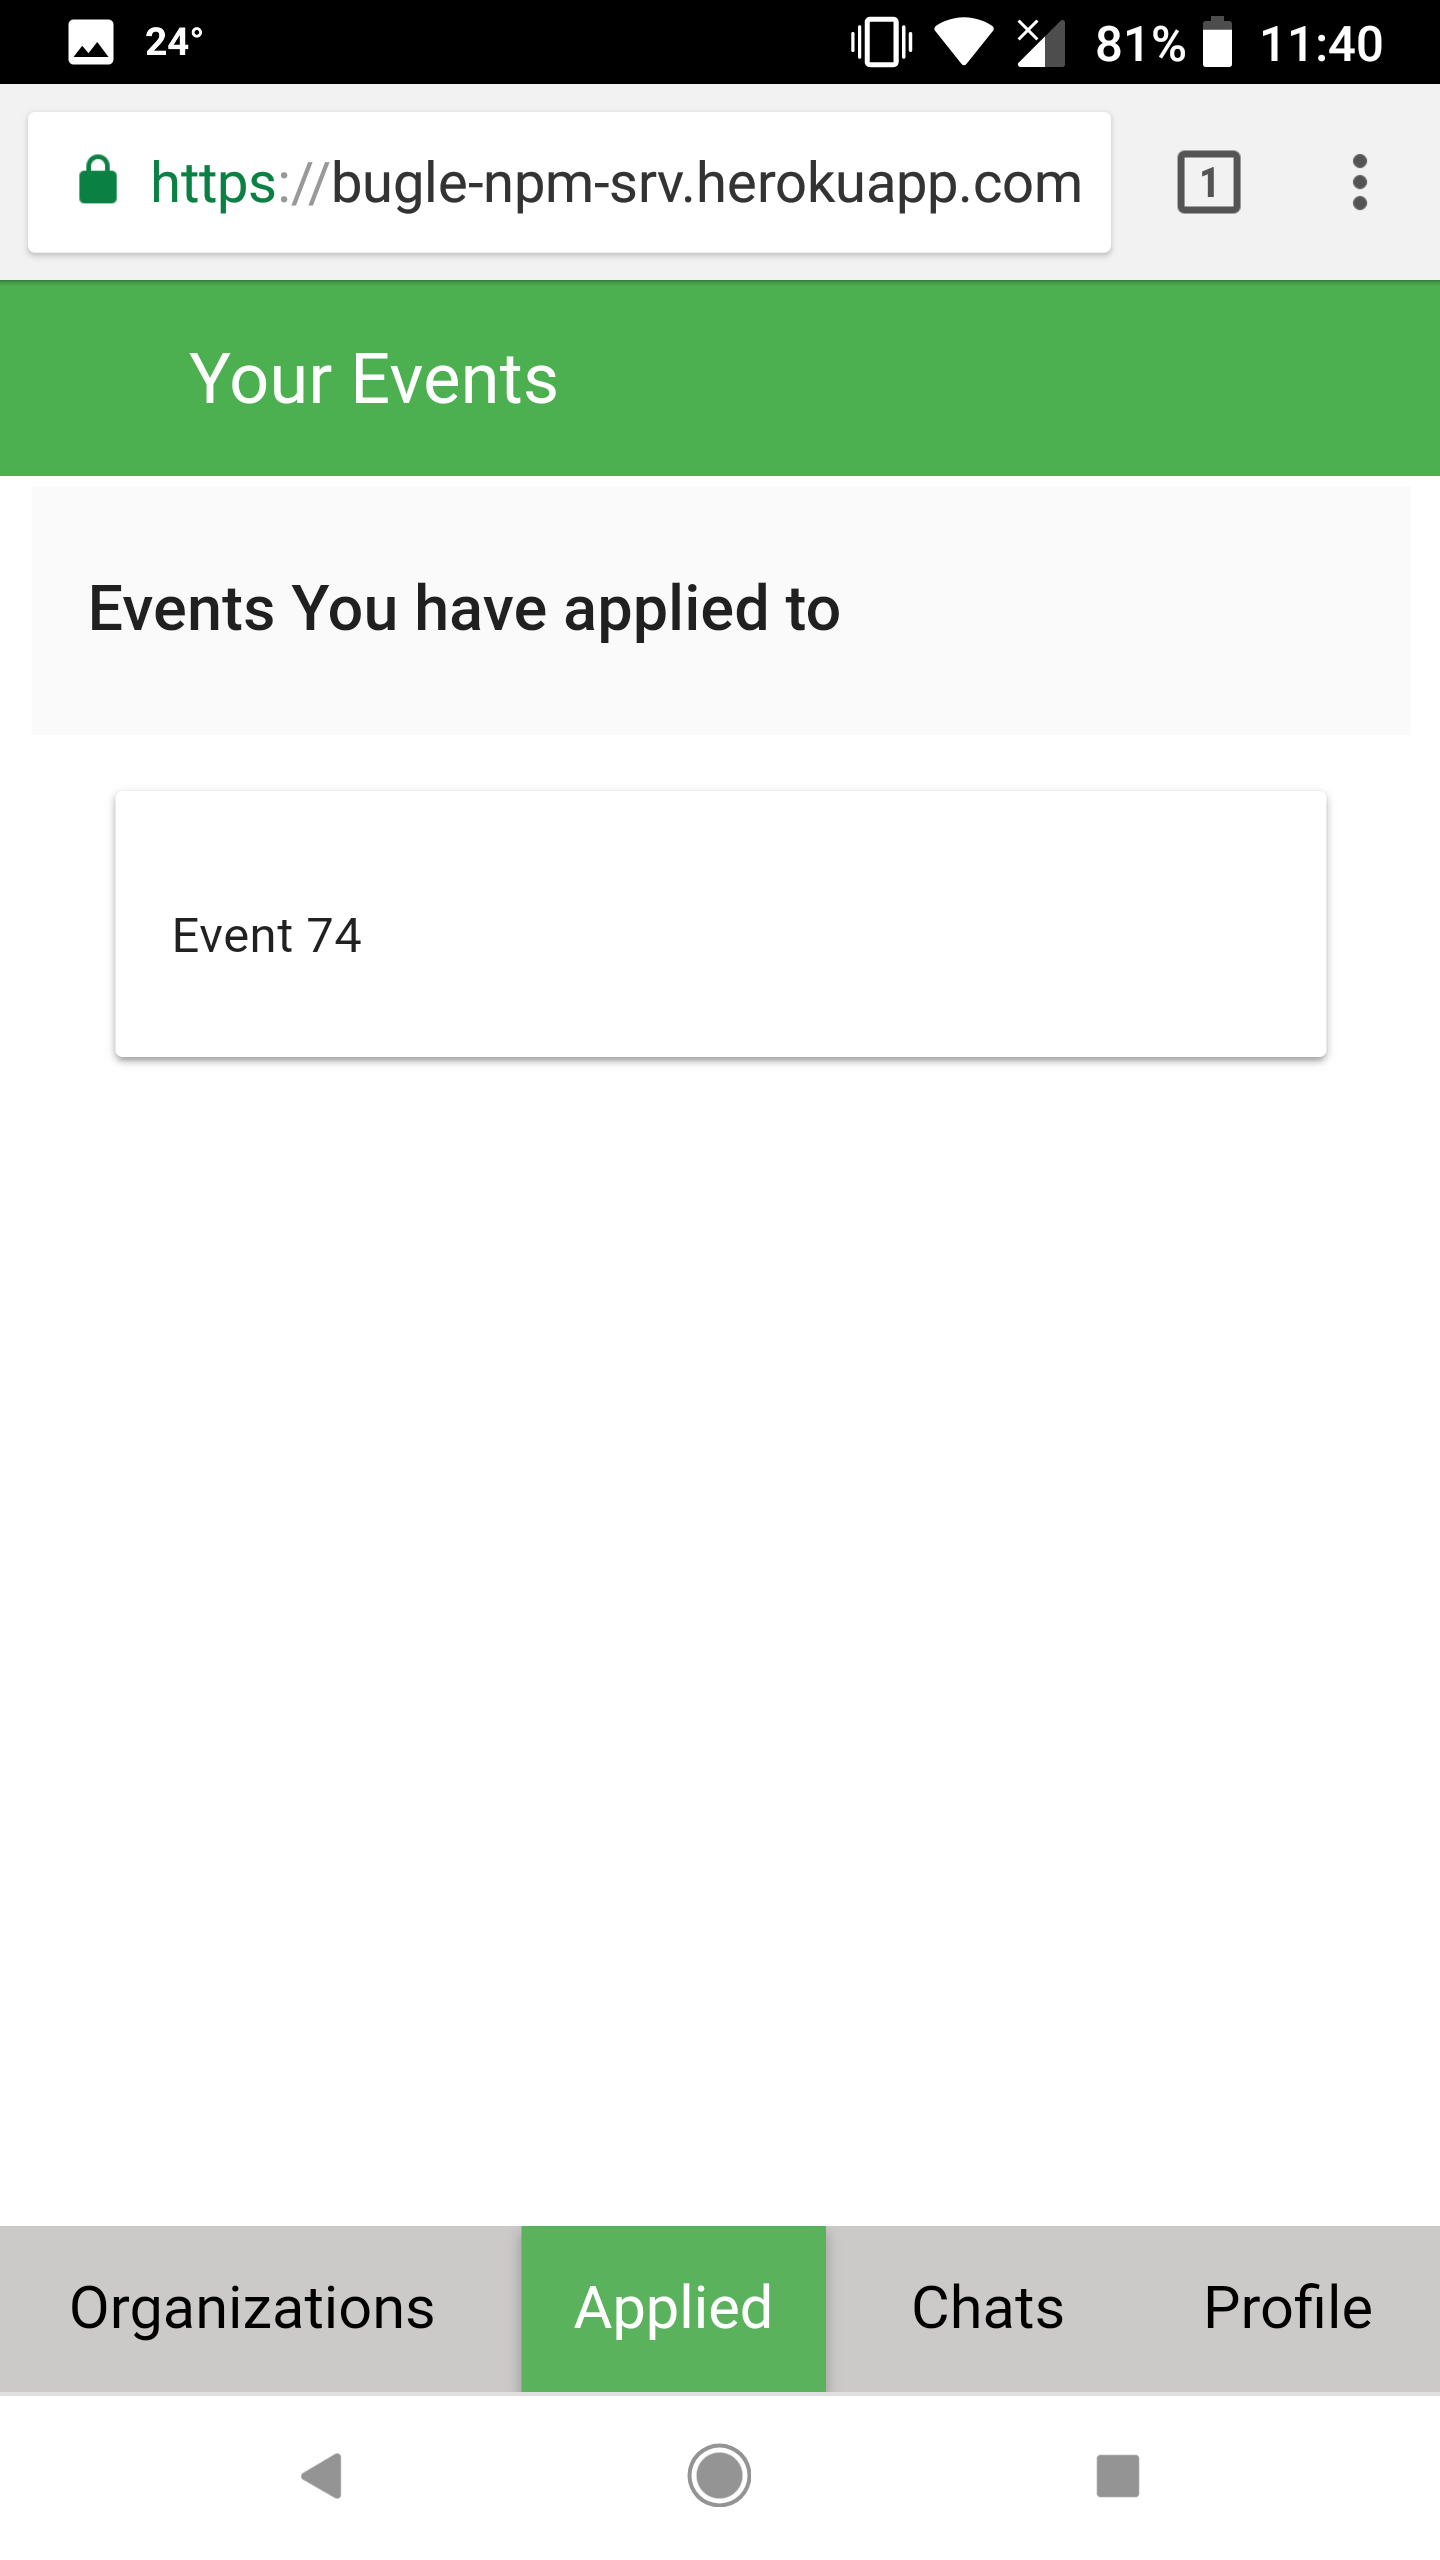 24° 81% 11:40
https://bugle-npm-srv.herokuapp.com 1
Your Events
Events You have applied to
Event 74
Organizations Applied Chats Profile